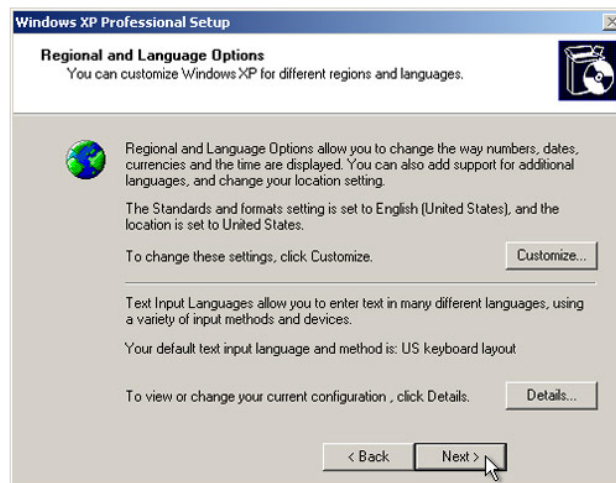 Windows XP Professional Setup
Regional and Language Options
You can customize Windows XP for different regions and languages.
Regional and Language Options allow you to change the way numbers, dates,
currencies and the time are displayed. You can also add support for additional
languages, and change your location setting.
The Standards and formats setting is set to English (United States), and the
location is set to United States.
To change these settings, click Customize.
Customize...
Text Input Languages allow you to enter text in many different languages, using
a variety of input methods and devices.
Your default text input language and method is: US keyboard layout
To view or change your current configuration , click Details.
Details...
< Back
Next >